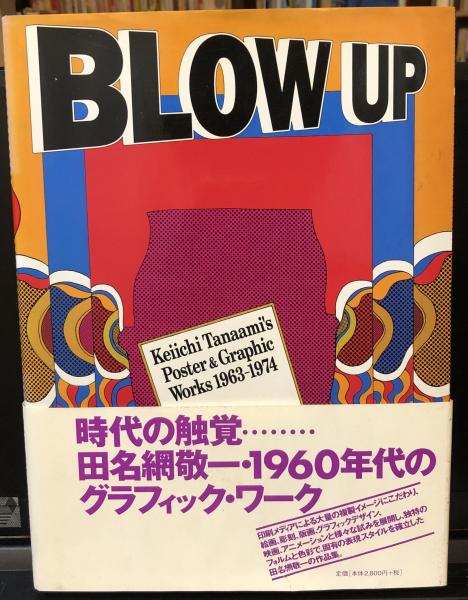 BLOW UP
Keiichi Tanaami's
Poster & Graphic
Works 1963-1974
時代の触覚………
田名網敬一・1960年代の
グラフィック・ワーク
印刷メディアによる大量の複製イメージにこだわり、
絵画、彫刻、版画、グラフィックデザイン、
映画、アニメーションと様々な試みを展開し、独特の
フォルムと色彩で、固有の表現スタイルを確立した
田名網敬一の作品集。
定価[本体2,800円+税]